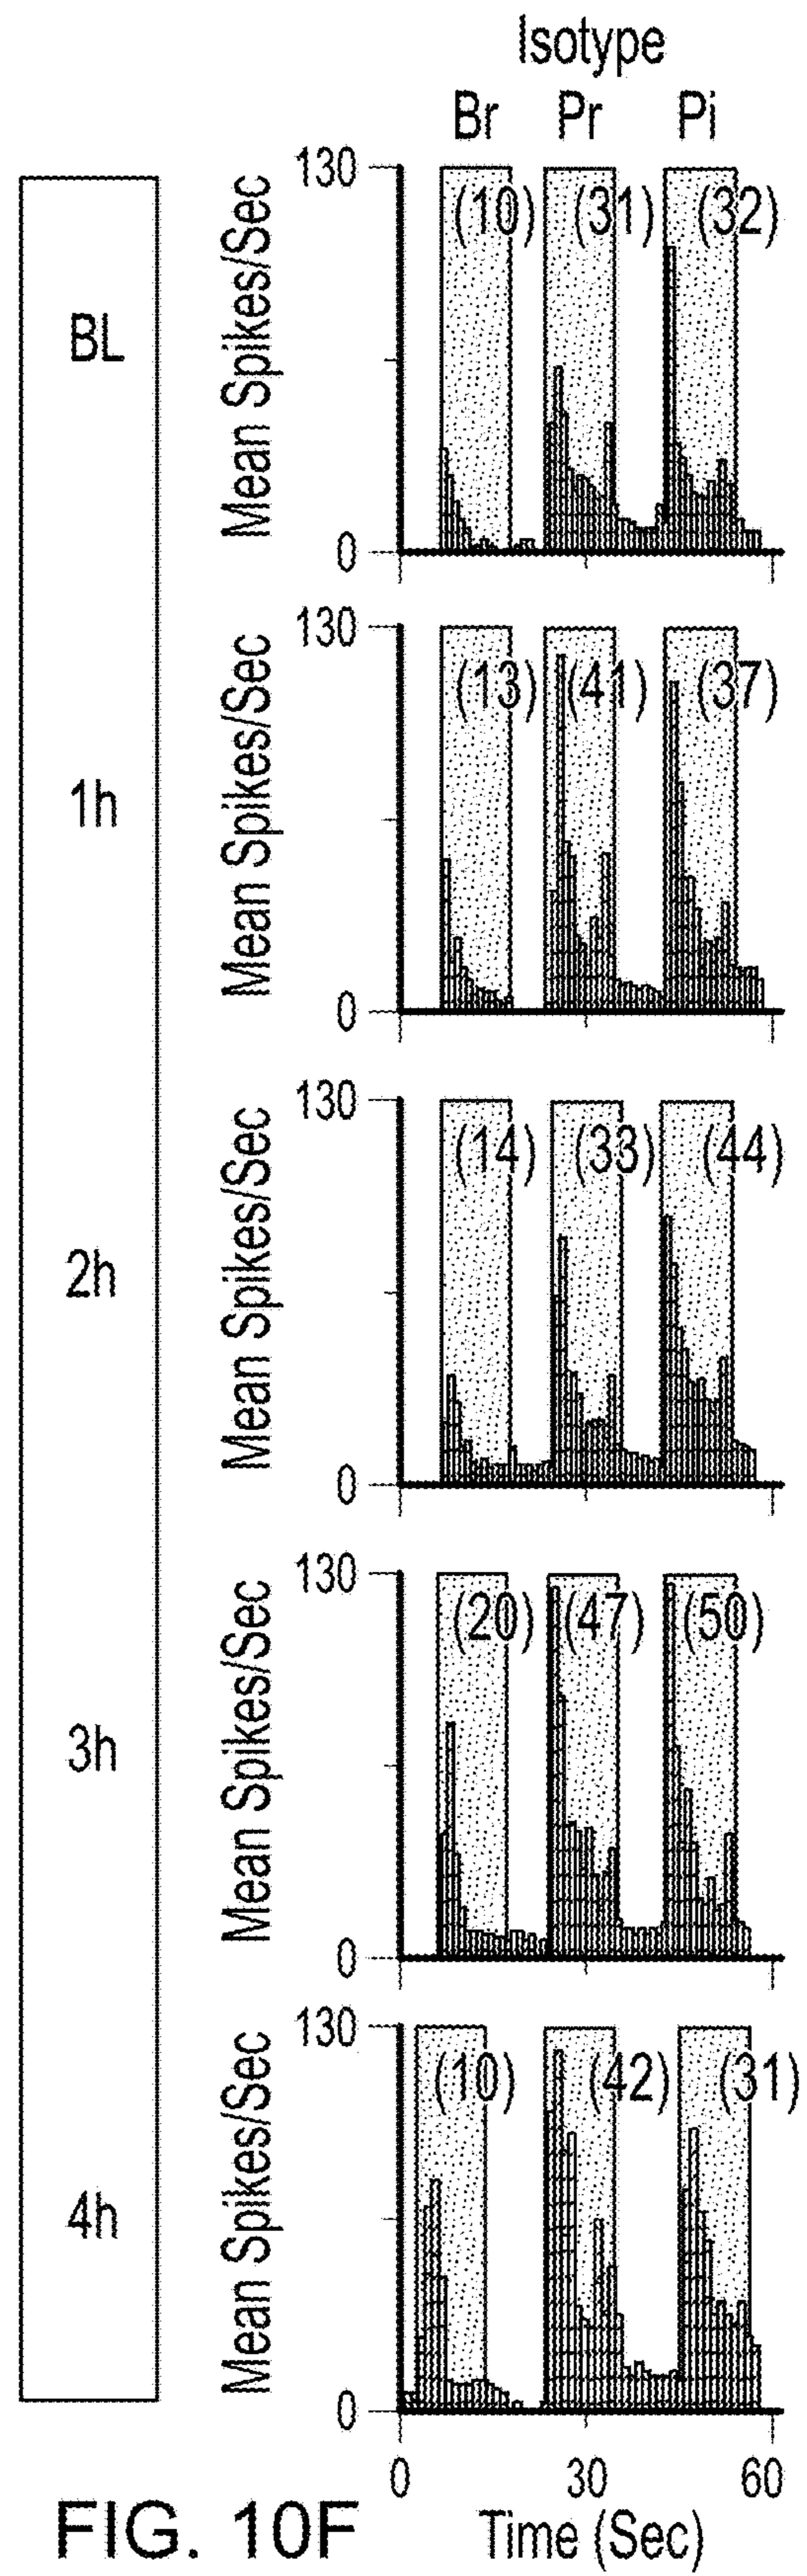 Isotype
Br Pr Pi
BL
Mean Spikes/Sec
130
(10) (31) (32)
0
1h
Mean Spikes/Sec
130
(13) (41) (37)
0
2h
Mean Spikes/Sec
130
(14) (33) (44)
0
3h
Mean Spikes/Sec
130
(20) (47) (50)
0
4h
Mean Spikes/Sec
130
(10) (42) (31)
0
0 30 60
Time (Sec)
FIG. 10F